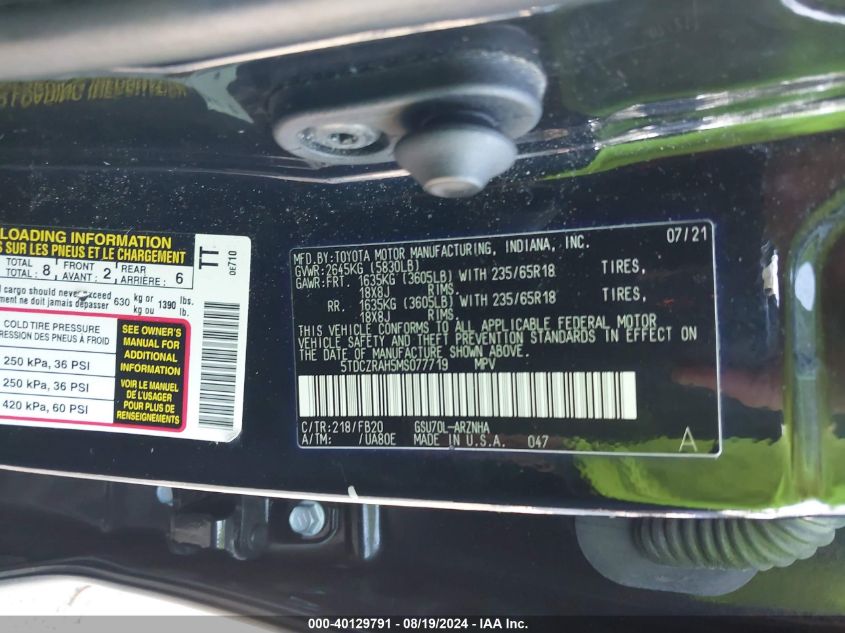 LOADING INFORMATION
S SUR LES PNEUS ET LE CHARGEMENT
TOTAL 8 FRONT 2 REAR 6
TOTAL: AVANT: ARRIÈRE:
cargo should never exceed 630 kg or 1390 lbs.
ment ne doit jamais dépasser kg ou lb.
COLD TIRE PRESSURE
RESSION DES PNEUS À FROID
250 kPa, 36 PSI
250 kPa, 36 PSI
420 kPa, 60 PSI
SEE OWNER'S
MANUAL FOR
ADDITIONAL
INFORMATION
VOIR LE MANUEL
DE L'USAGER
POUR PLUS DE
RENSEIGNEMENTS
TT
0E710
MFD.BY:TOYOTA MOTOR MANUFACTURING, INDIANA, INC. 07/21
GVWR:2645KG (5830LB)
GAWR:FRT. 1635KG (3605LB) WITH 235/65R18 TIRES,
18X8J RIMS.
RR. 1635KG (3605LB) WITH 235/65R18 TIRES,
18X8J RIMS.
THIS VEHICLE CONFORMS TO ALL APPLICABLE FEDERAL MOTOR
VEHICLE SAFETY AND THEFT PREVENTION STANDARDS IN EFFECT ON
THE DATE OF MANUFACTURE SHOWN ABOVE.
5TDCZRAH5MS077719 MPV
C/TR:218/FB20 GSU70L-ARZNHA
A/TM: /UA80E MADE IN U.S.A. 047 A
000-40129791 - 08/19/2024 - IMPACT AUCTIONS, IAA, Inc.